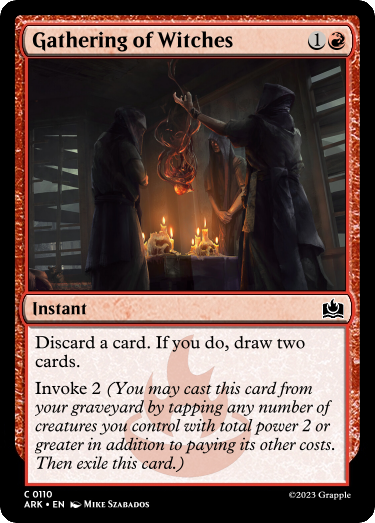 Gathering of Witches 1
Instant
Discard a card. If you do, draw two
cards.
Invoke 2 (You may cast this card from
your graveyard by tapping any number of
creatures you control with total power 2 or
greater in addition to paying its other costs.
Then exile this card.)
C 0110
ARK • EN Mike Szabados
©2023 Grapple